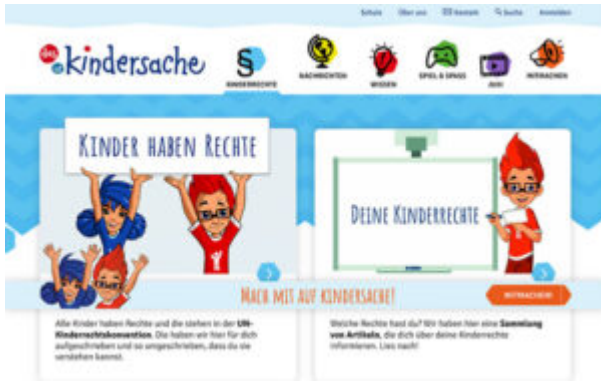 Schule Über uns Kontakt Suche Anmelden
das ist kindersache
§
KINDERRECHTE NACHRICHTEN WISSEN SPIEL & SPASS MITMACHEN
KINDER HABEN RECHTE
DEINE KINDERRECHTE
MACH MIT AUF KINDERSACHE!
MITMACHEN!
Alle Kinder haben Rechte und die stehen in der UN-
Kinderrechtskonvention. Die haben wir hier für dich
aufgeschrieben und so umgeschrieben, dass du sie
verstehen kannst.
Welche Rechte hast du? Wir haben hier eine Sammlung
von Artikeln, die dich über deine Kinderrechte
informieren. Lies nach!